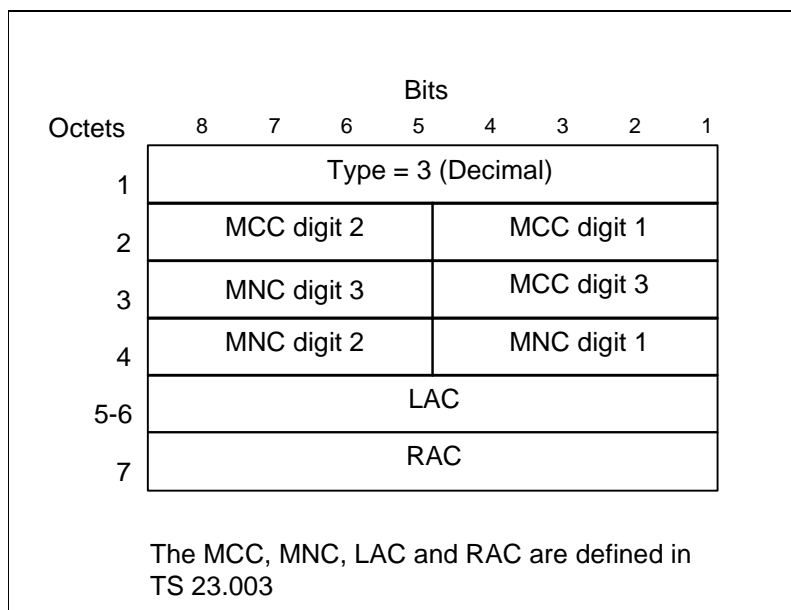 Bits
Octets 8 7 6 5 4 3 2 1
1 Type = 3 (Decimal)
2 MCC digit 2 MCC digit 1
3 MNC digit 3 MCC digit 3
4 MNC digit 2 MNC digit 1
5-6 LAC
7 RAC
The MCC, MNC, LAC and RAC are defined in
TS 23.003